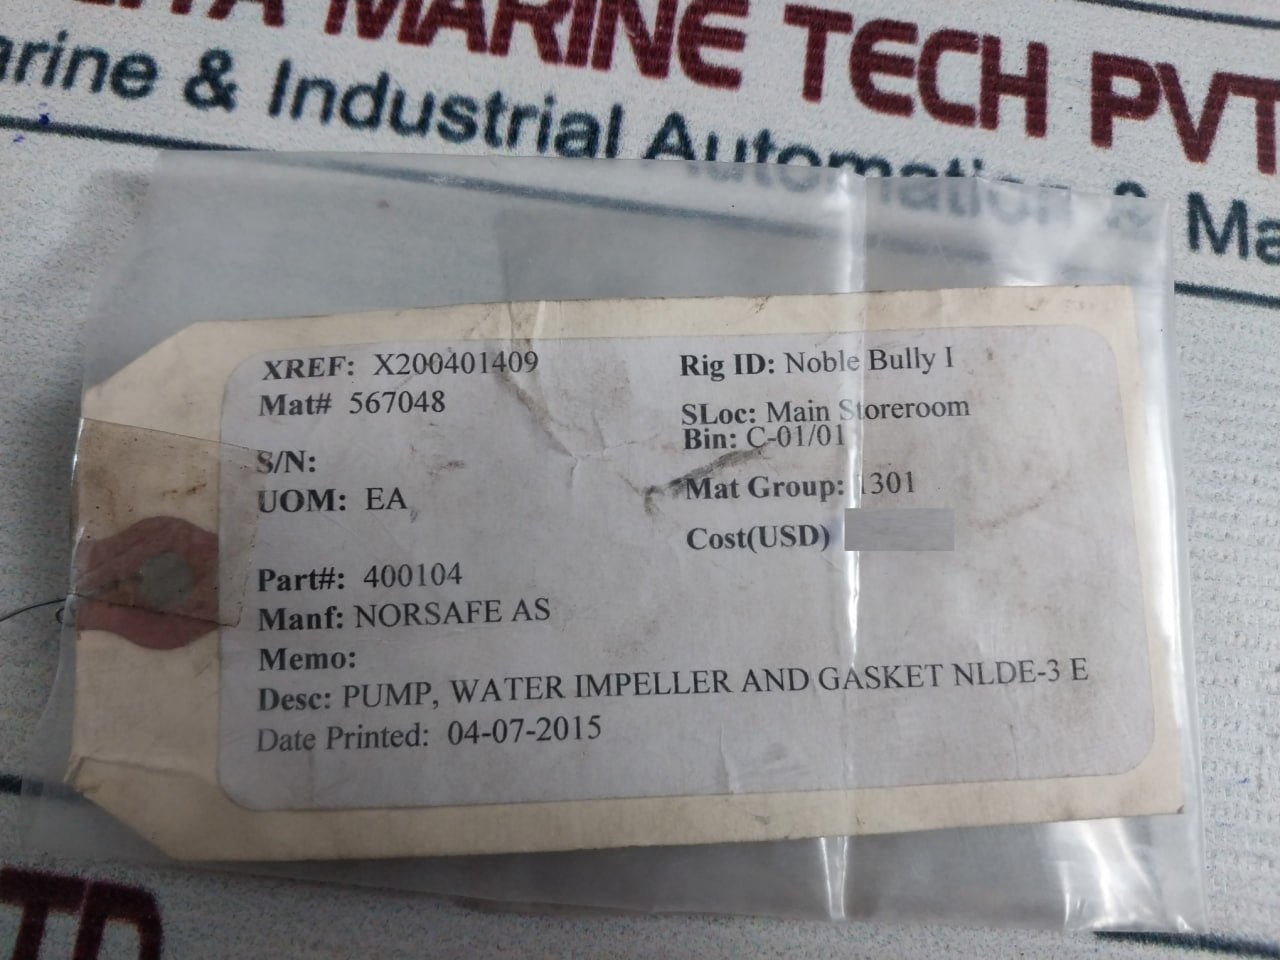 MARINE TECH PVT
& Industrial Automation & Ma
XREF: X200401409
Mat# 567048
S/N:
UOM: EA
Part#: 400104
Manf: NORSAFE AS
Memo:
Desc: PUMP, WATER IMPELLER AND GASKET NLDE-3 E
Date Printed: 04-07-2015
Rig ID: Noble Bully I
SLoc: Main Storeroom
Bin: C-01/01
Mat Group: 1301
Cost(USD)
TD